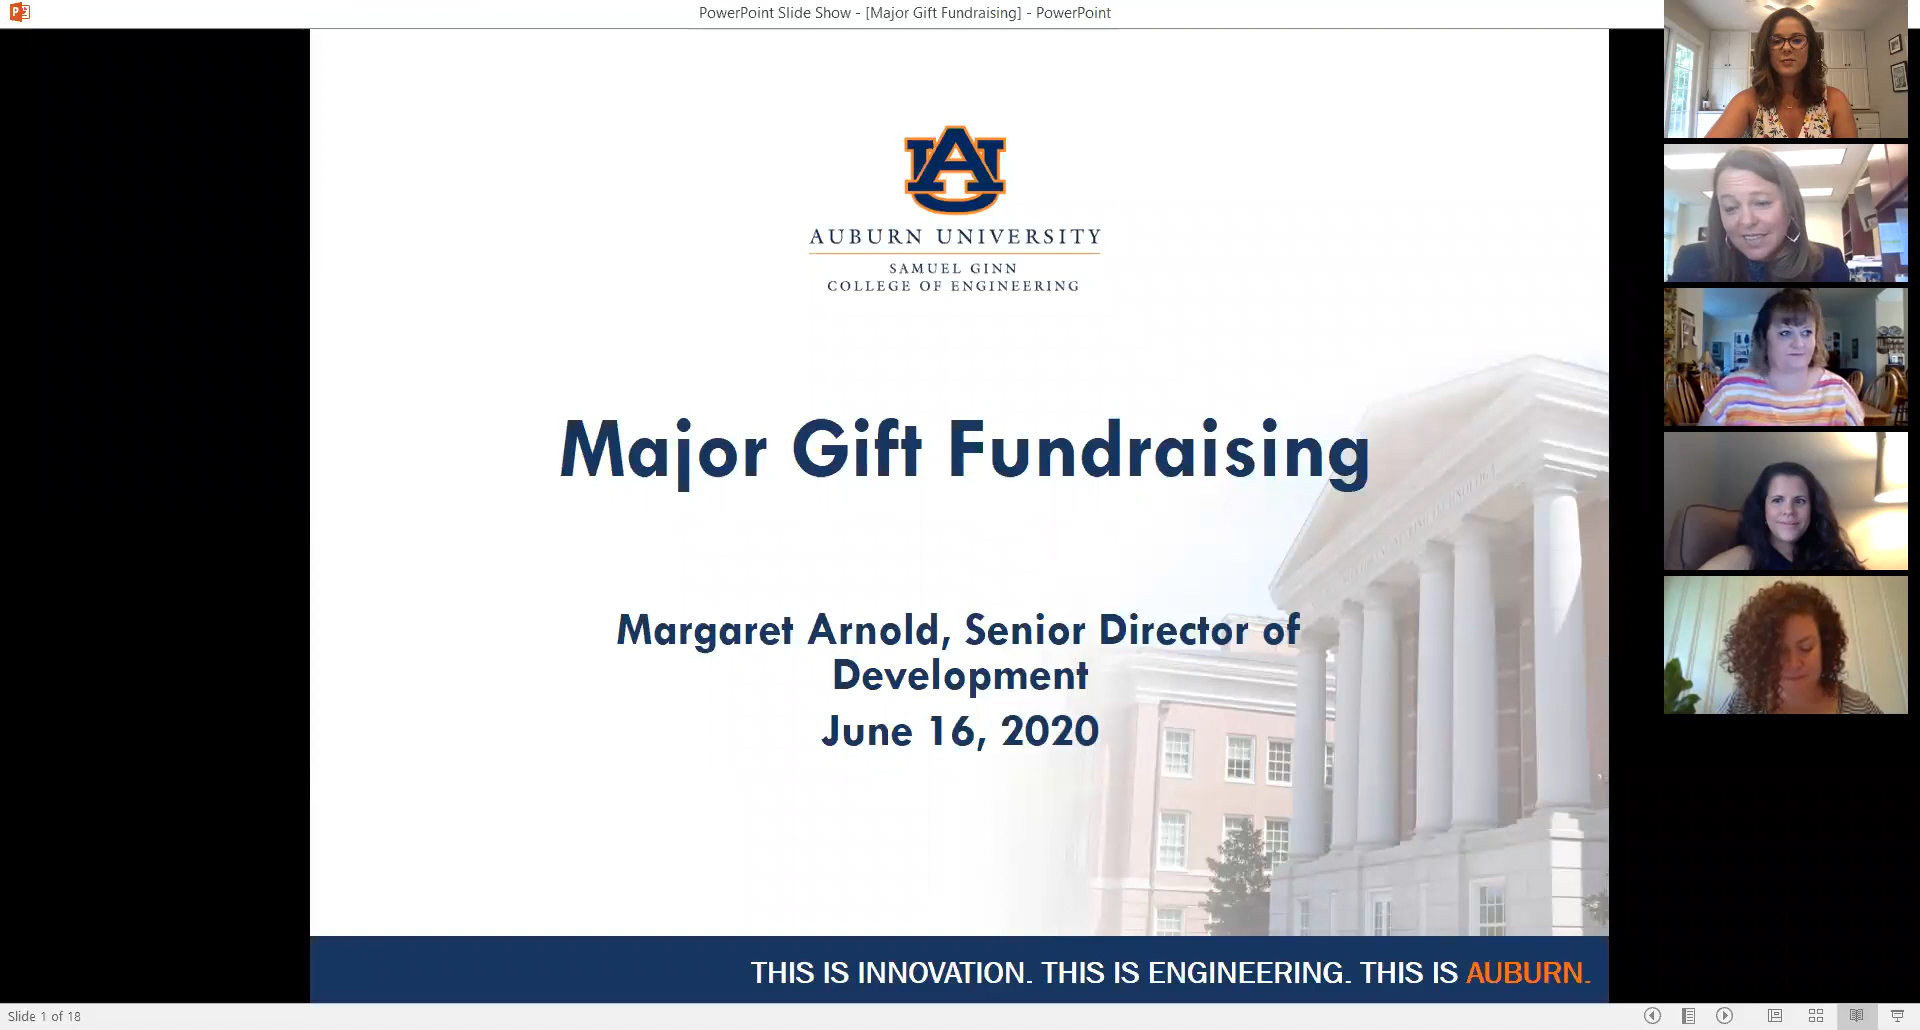 PowerPoint Slide Show - [Major Gift Fundraising] - PowerPoint
AU
AUBURN UNIVERSITY
SAMUEL GINN
COLLEGE OF ENGINEERING
Major Gift Fundraising
Margaret Arnold, Senior Director of
Development
June 16, 2020
THIS IS INNOVATION. THIS IS ENGINEERING. THIS IS AUBURN.
Slide 1 of 18